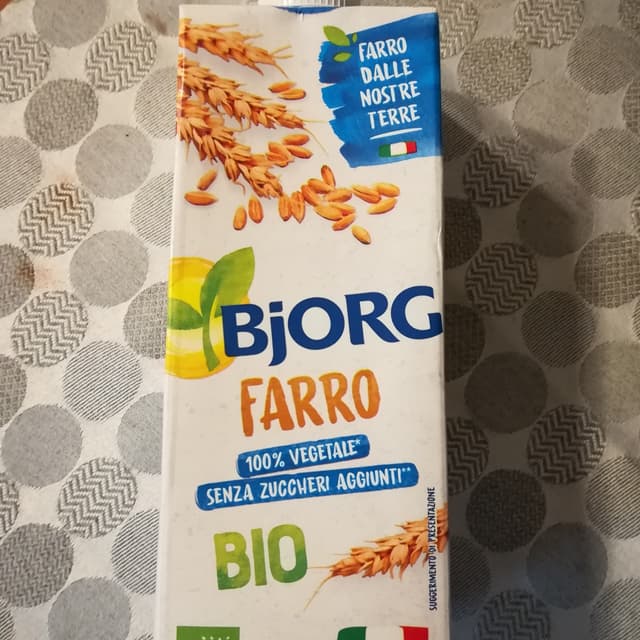 FARRO
DALLE
NOSTRE
TERRE
BjORG
FARRO
100% VEGETALE*
SENZA ZUCCHERI AGGIUNTI**
BIO
SUGGERIMENTO DI PRESENTAZIONE